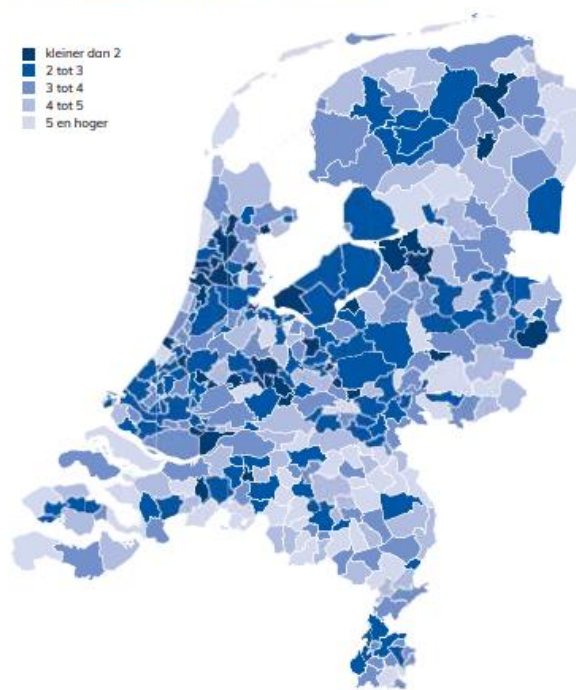 kleiner dan 2
2 tot 3
3 tot 4
4 tot 5
5 en hoger